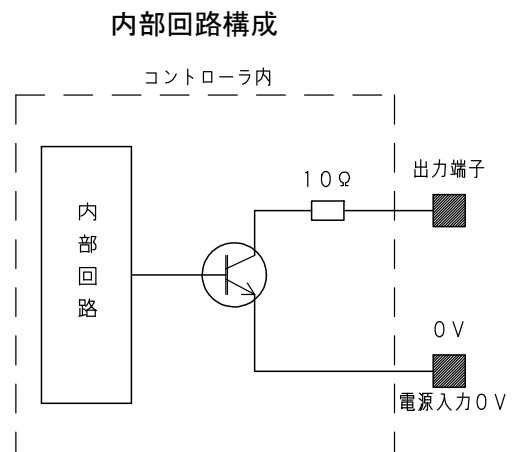 内部回路構成
コントローラ内
内部回路
１０Ω
出力端子
０Ｖ
電源入力０Ｖ